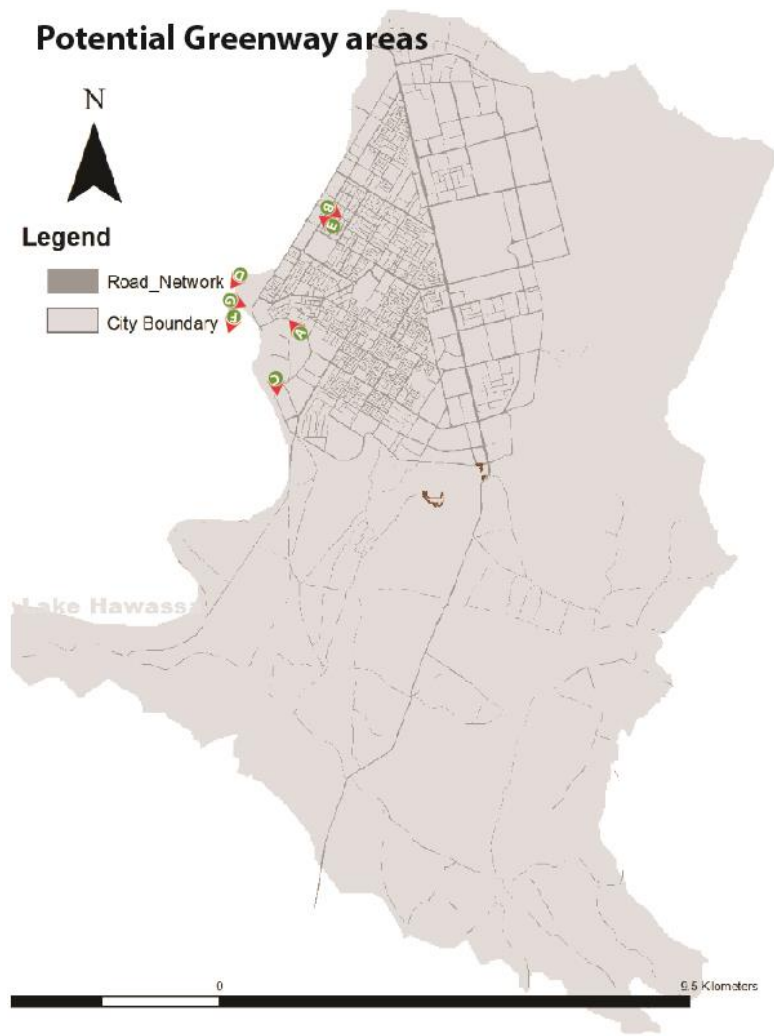 Potential Greenway areas
N
Legend
Road_Network
City Boundary
B
E
D
G
F
A
C
Lake Hawassa
0
9.5 Kilometers